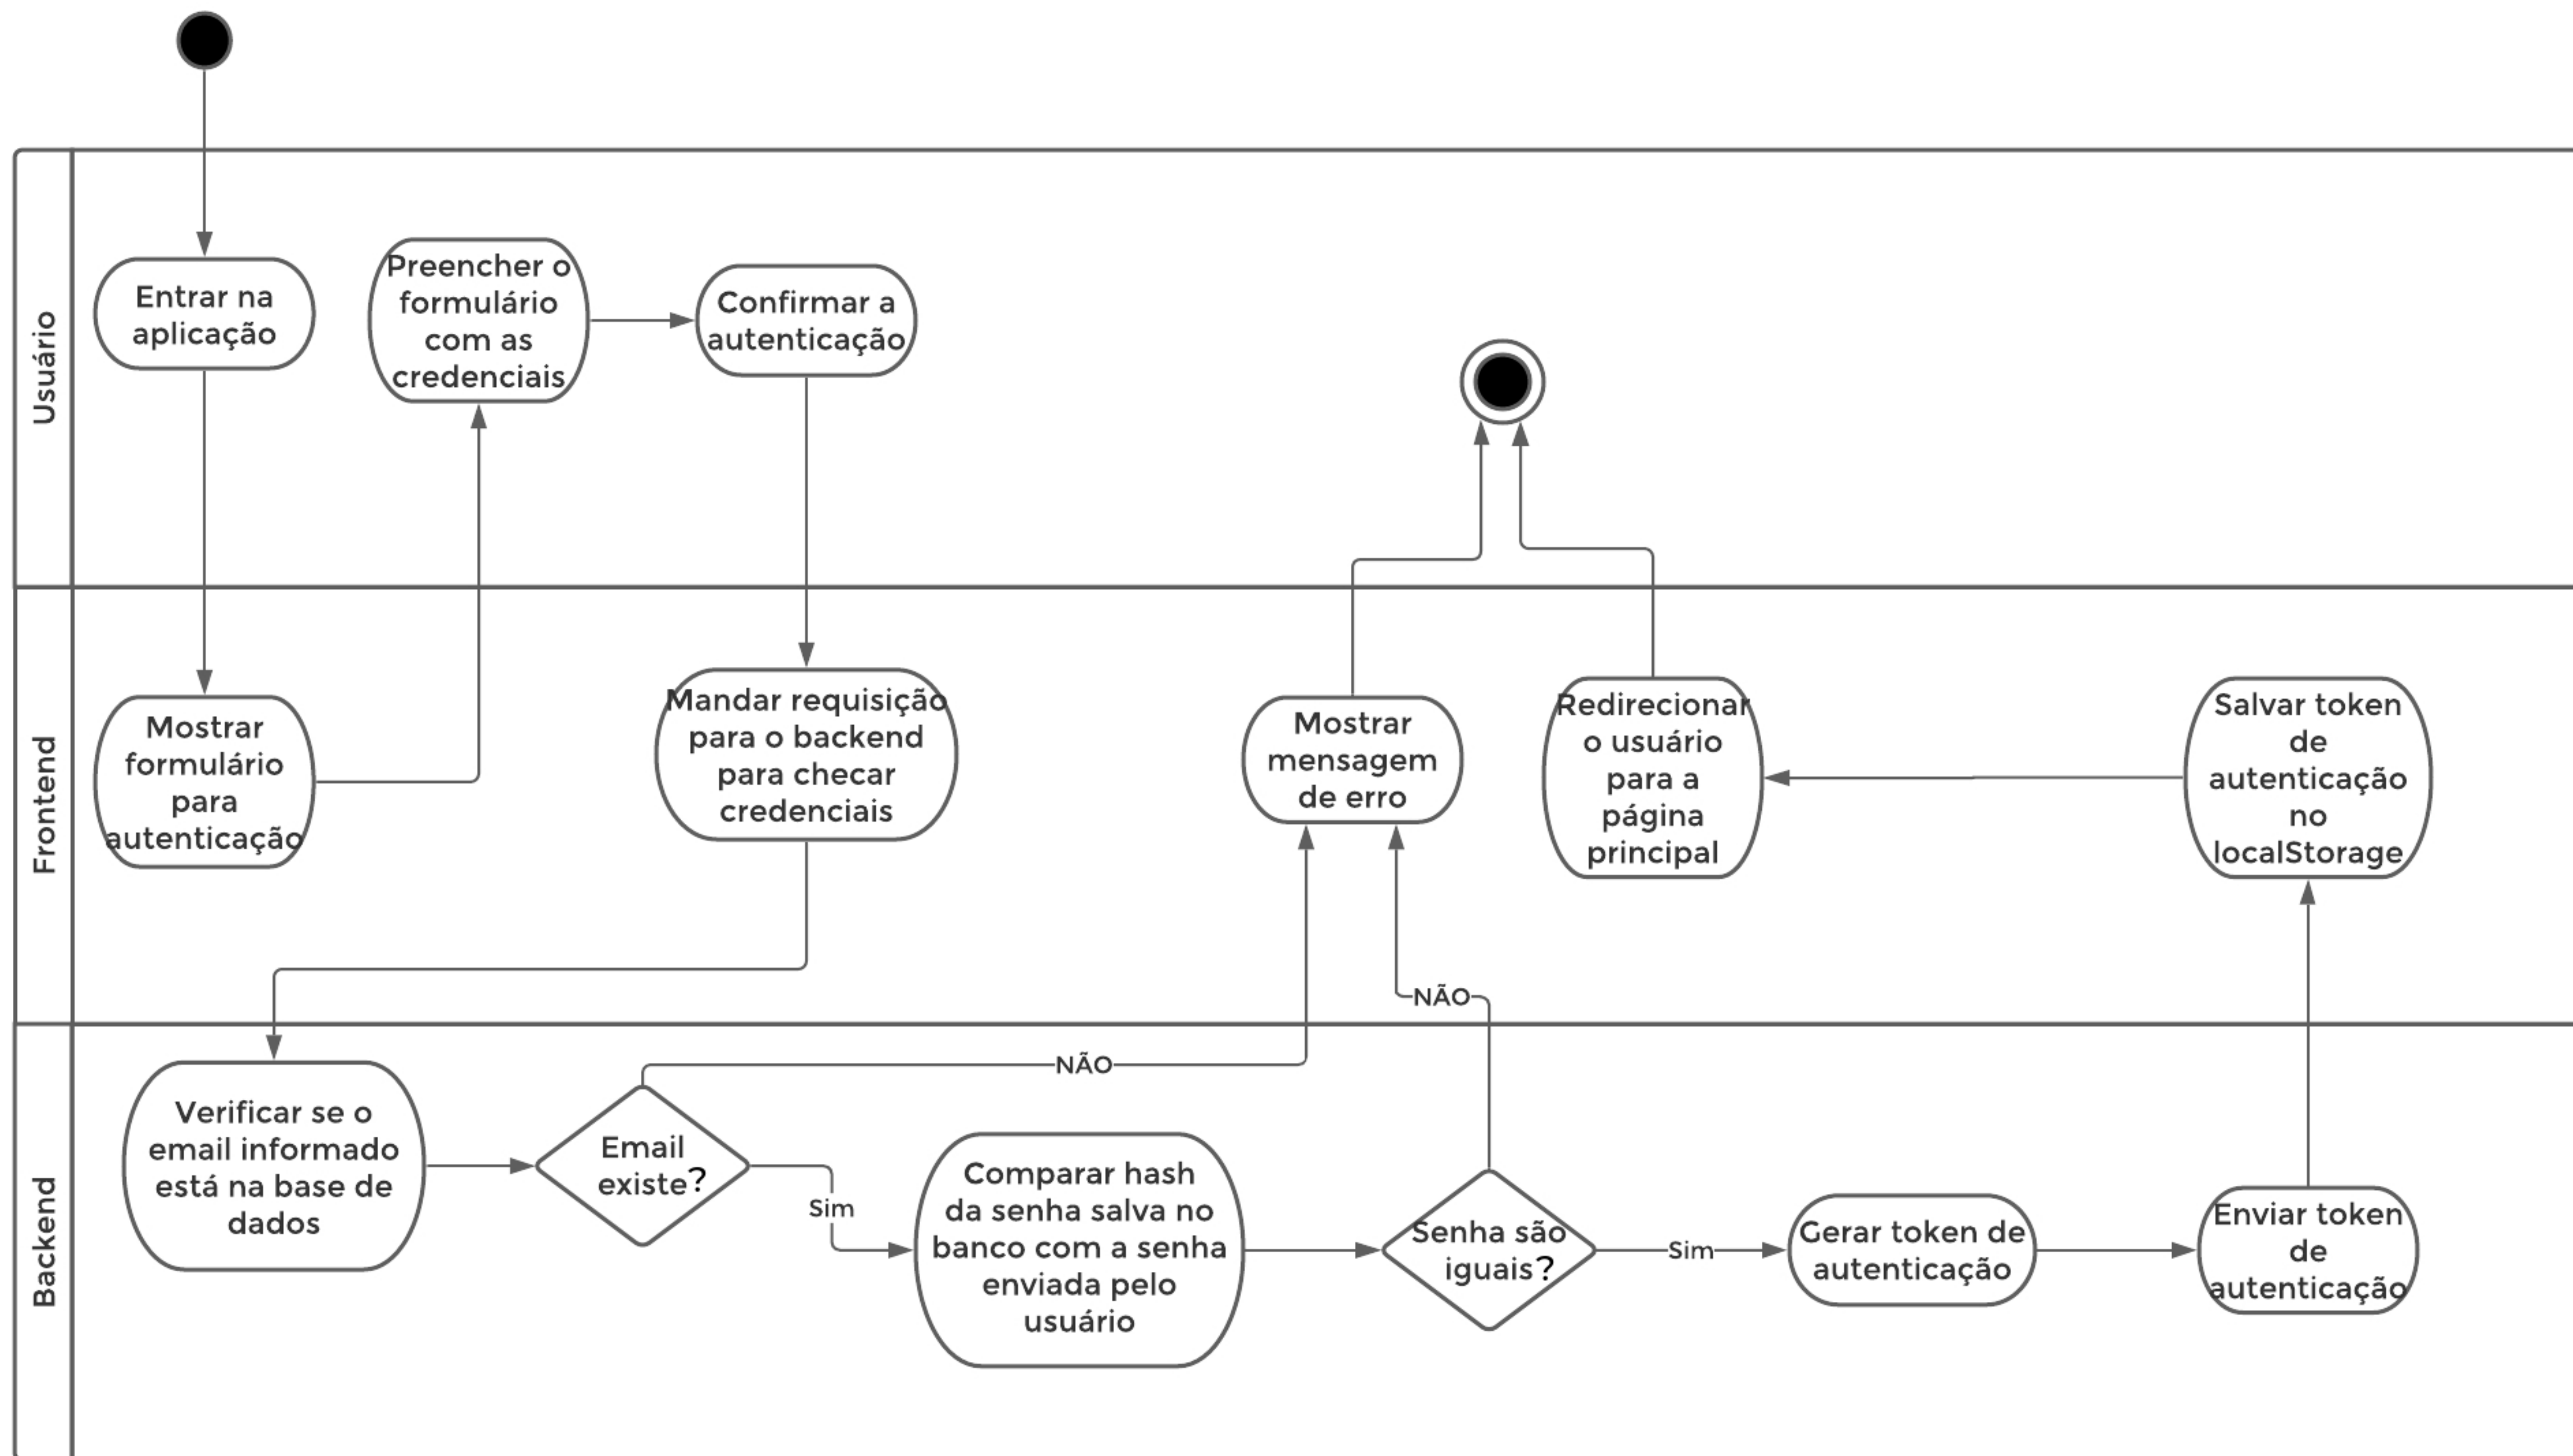 Usuário
Entrar na
aplicação
Preencher o
formulário
com as
credenciais
Confirmar a
autenticação
Frontend
Mostrar
formulário
para
autenticação
Mandar requisição
para o backend
para checar
credenciais
Mostrar
mensagem
de erro
Redirecionar
o usuário
para a
página
principal
Salvar token
de
autenticação
no
localStorage
NÃO
Backend
Verificar se o
email informado
está na base de
dados
NÃO
Email
existe?
Sim
Comparar hash
da senha salva no
banco com a senha
enviada pelo
usuário
Senha são
iguais?
Sim
Gerar token de
autenticação
Enviar token
de
autenticação